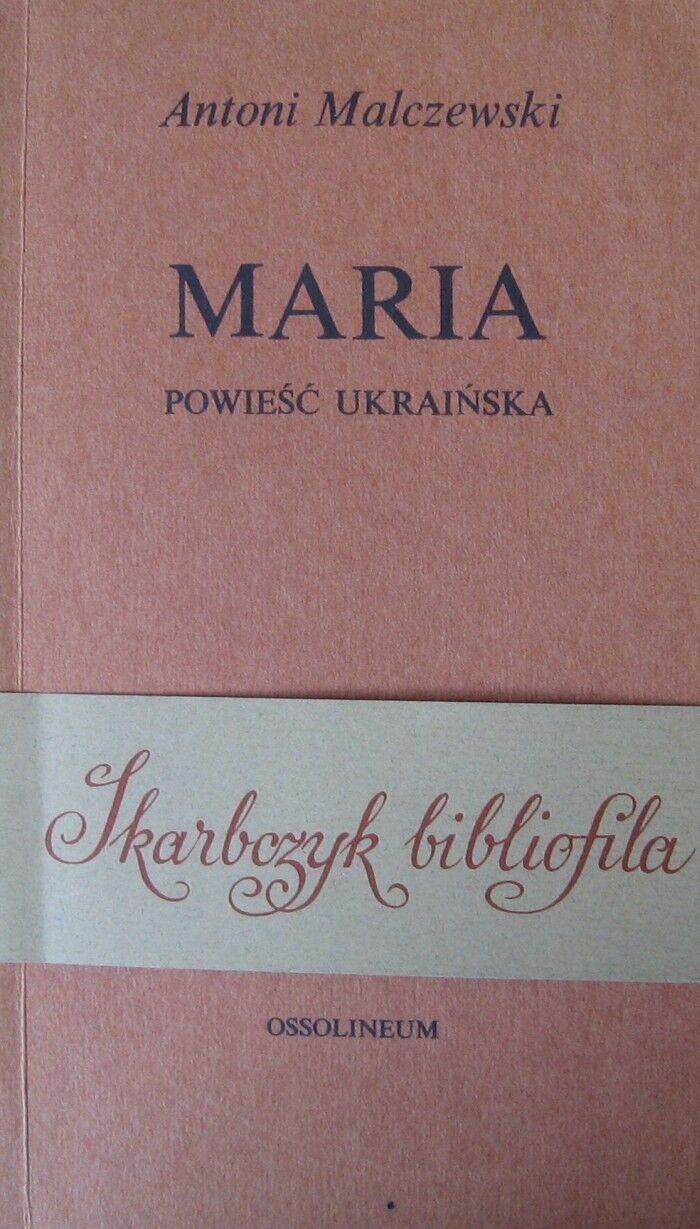 Antoni Malczewski
MARIA
POWIEŚĆ UKRAIŃSKA
Skarbczyk bibliofila
OSSOLINEUM